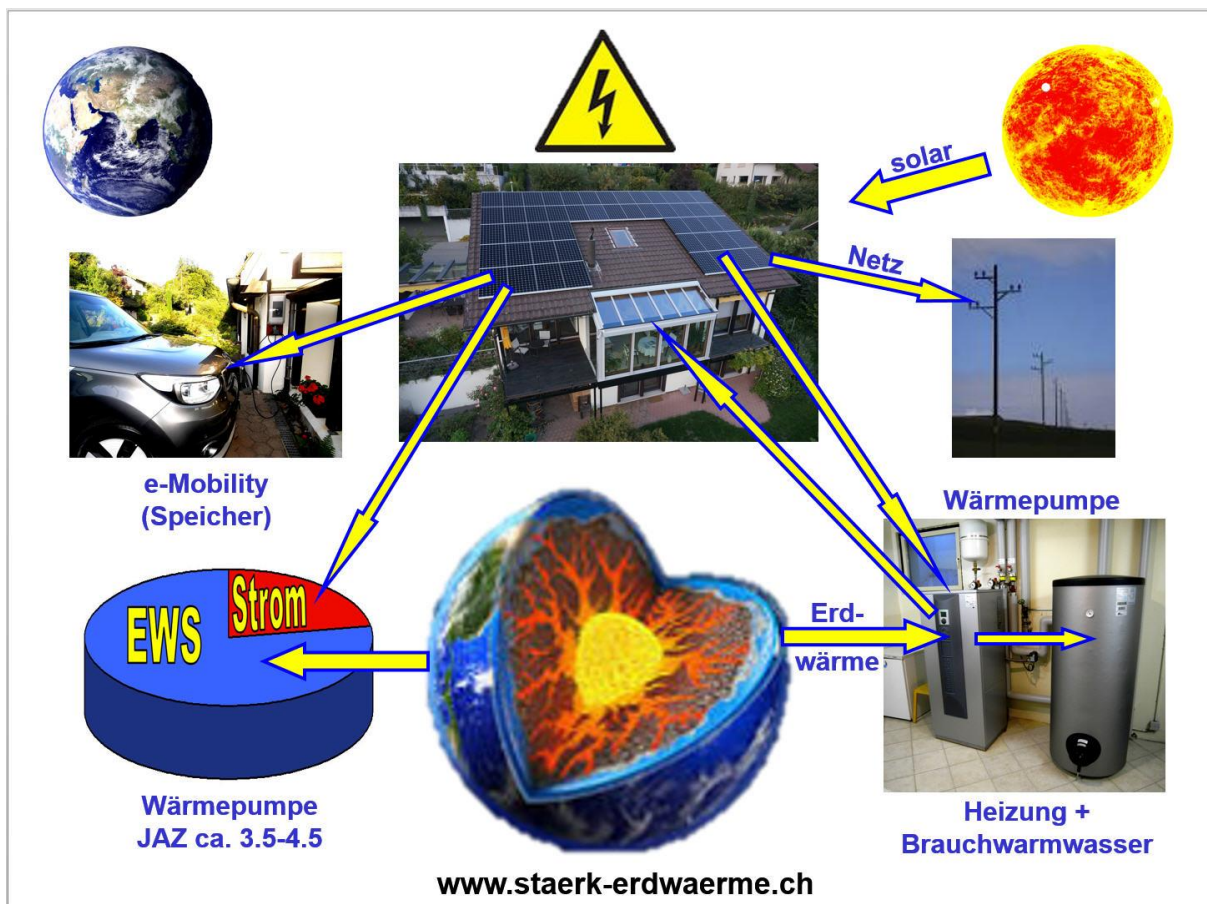 solar
Netz
e-Mobility
(Speicher)
Wärmepumpe
EWS
Strom
Erd-
wärme
Wärmepumpe
JAZ ca. 3.5-4.5
Heizung +
Brauchwarmwasser
www.staerk-erdwaerme.ch